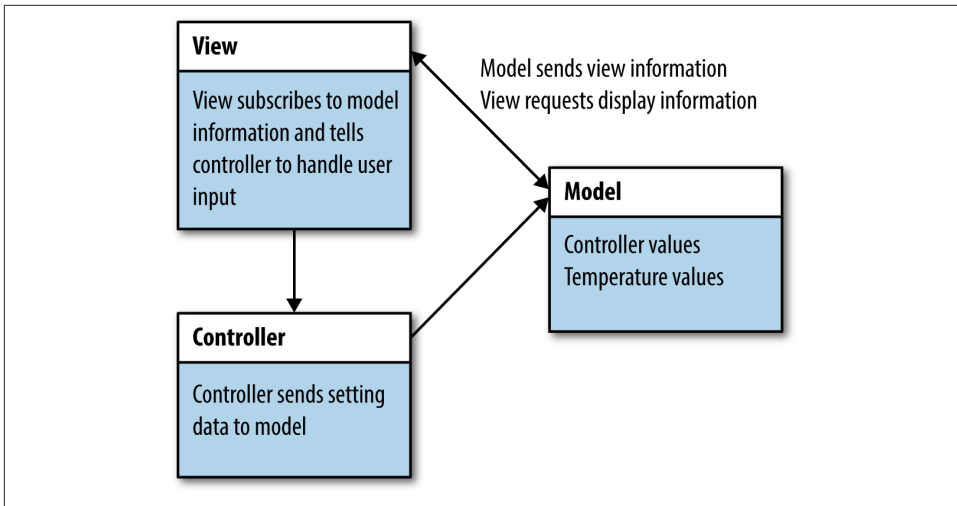 View
View subscribes to model
information and tells
controller to handle user
input
Model sends view information
View requests display information
Model
Controller values
Temperature values
Controller
Controller sends setting
data to model